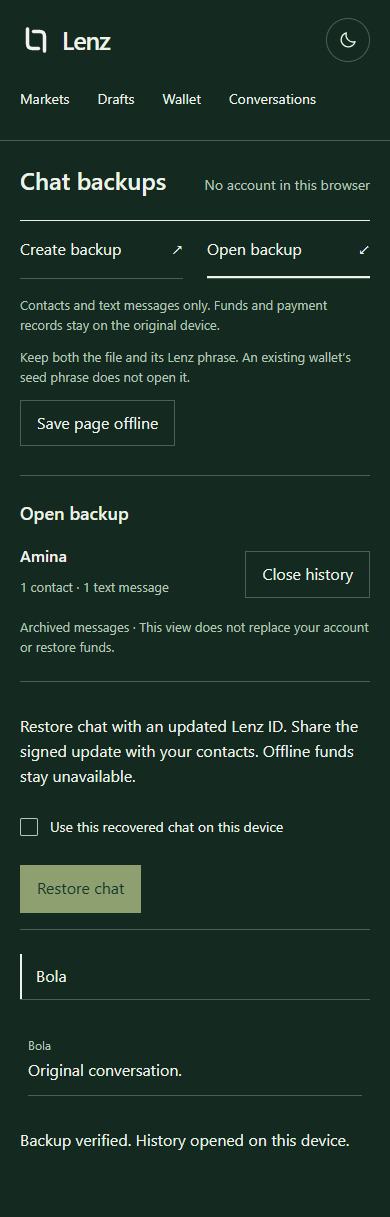 Lenz
Markets Drafts Wallet Conversations
Chat backups
No account in this browser
Create backup ↗
Open backup ↙
Contacts and text messages only. Funds and payment
records stay on the original device.
Keep both the file and its Lenz phrase. An existing wallet's
seed phrase does not open it.
Save page offline
Open backup
Amina
1 contact · 1 text message
Close history
Archived messages · This view does not replace your account
or restore funds.
Restore chat with an updated Lenz ID. Share the
signed update with your contacts. Offline funds
stay unavailable.
Use this recovered chat on this device
Restore chat
Bola
Bola
Original conversation.
Backup verified. History opened on this device.